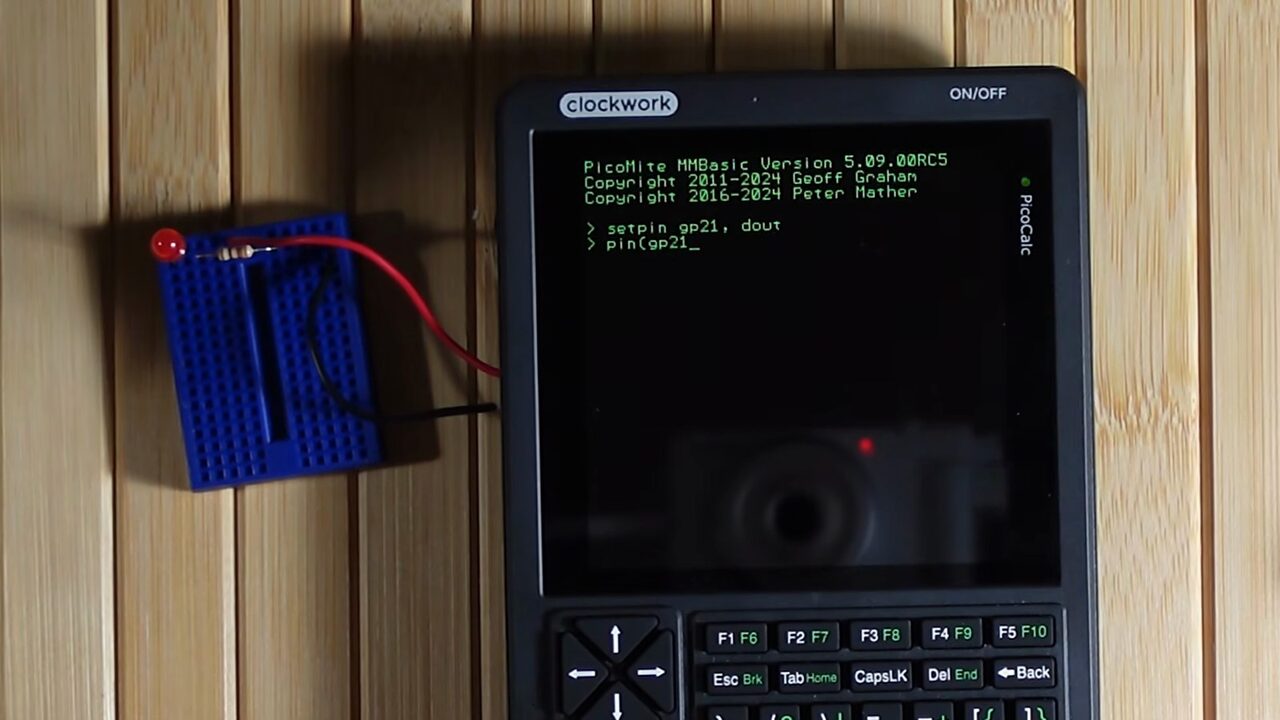 clockwork
ON/OFF
PicoMite MMBasic Version 5.09.00RC5
Copyright 2011-2024 Geoff Graham
Copyright 2016-2024 Peter Mather
> setpin gp21, dout
> pin(gp21_
PicoCalc
F1 F6 F2 F7 F3 F8 F4 F9 F5 F10
Esc Brk Tab Home CapsLK Del End ←Back